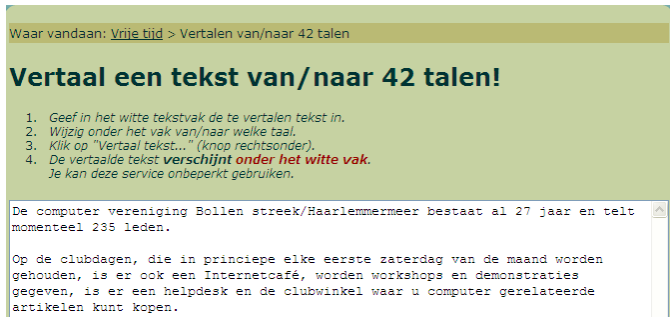 Waar vandaan: Vrije tijd > Vertalen van/naar 42 talen
Vertaal een tekst van/naar 42 talen!
1. Geef in het witte tekstvak de te vertalen tekst in.
2. Wijzig onder het vak van/naar welke taal.
3. Klik op "Vertaal tekst..." (knop rechtsonder).
4. De vertaalde tekst verschijnt onder het witte vak.
Je kan deze service onbeperkt gebruiken.
De computer vereniging Bollen streek/Haarlemmermeer bestaat al 27 jaar en telt
momenteel 235 leden.
Op de clubdagen, die in principe elke eerste zaterdag van de maand worden
gehouden, is er ook een Internetcafé, worden workshops en demonstraties
gegeven, is er een helpdesk en de clubwinkel waar u computer gerelateerde
artikelen kunt kopen.